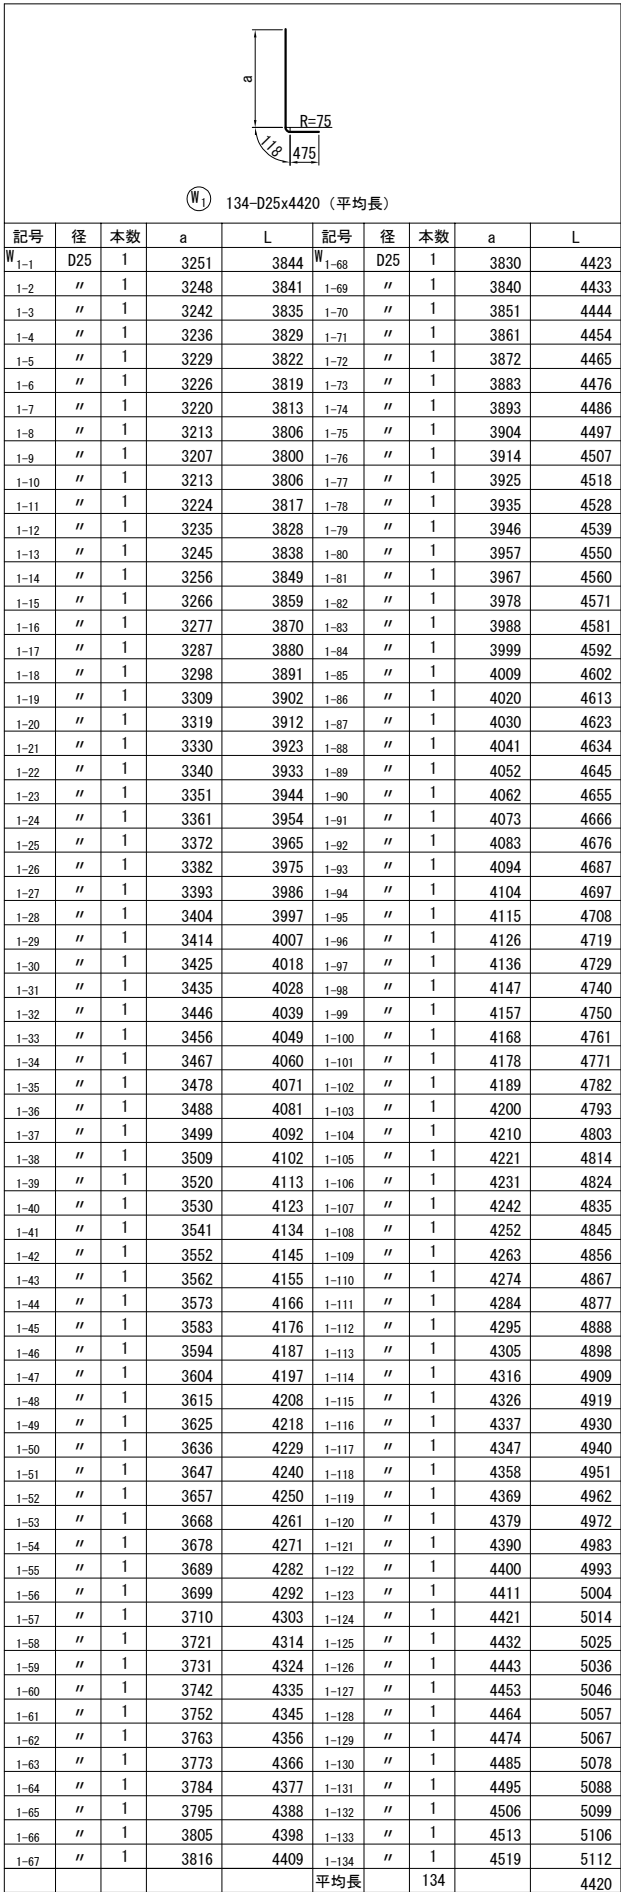 a
R=75
118
475
W1 134-D25x4420 (平均長)
記号 径 本数 a L 記号 径 本数 a L
W1-1 D25 1 3251 3844 W1-68 D25 1 3830 4423
1-2 〃 1 3248 3841 1-69 〃 1 3840 4433
1-3 〃 1 3242 3835 1-70 〃 1 3851 4444
1-4 〃 1 3236 3829 1-71 〃 1 3861 4454
1-5 〃 1 3229 3822 1-72 〃 1 3872 4465
1-6 〃 1 3226 3819 1-73 〃 1 3883 4476
1-7 〃 1 3220 3813 1-74 〃 1 3893 4486
1-8 〃 1 3213 3806 1-75 〃 1 3904 4497
1-9 〃 1 3207 3800 1-76 〃 1 3914 4507
1-10 〃 1 3213 3806 1-77 〃 1 3925 4518
1-11 〃 1 3224 3817 1-78 〃 1 3935 4528
1-12 〃 1 3235 3828 1-79 〃 1 3946 4539
1-13 〃 1 3245 3838 1-80 〃 1 3957 4550
1-14 〃 1 3256 3849 1-81 〃 1 3967 4560
1-15 〃 1 3266 3859 1-82 〃 1 3978 4571
1-16 〃 1 3277 3870 1-83 〃 1 3988 4581
1-17 〃 1 3287 3880 1-84 〃 1 3999 4592
1-18 〃 1 3298 3891 1-85 〃 1 4009 4602
1-19 〃 1 3309 3902 1-86 〃 1 4020 4613
1-20 〃 1 3319 3912 1-87 〃 1 4030 4623
1-21 〃 1 3330 3923 1-88 〃 1 4041 4634
1-22 〃 1 3340 3933 1-89 〃 1 4052 4645
1-23 〃 1 3351 3944 1-90 〃 1 4062 4655
1-24 〃 1 3361 3954 1-91 〃 1 4073 4666
1-25 〃 1 3372 3965 1-92 〃 1 4083 4676
1-26 〃 1 3382 3975 1-93 〃 1 4094 4687
1-27 〃 1 3393 3986 1-94 〃 1 4104 4697
1-28 〃 1 3404 3997 1-95 〃 1 4115 4708
1-29 〃 1 3414 4007 1-96 〃 1 4126 4719
1-30 〃 1 3425 4018 1-97 〃 1 4136 4729
1-31 〃 1 3435 4028 1-98 〃 1 4147 4740
1-32 〃 1 3446 4039 1-99 〃 1 4157 4750
1-33 〃 1 3456 4049 1-100 〃 1 4168 4761
1-34 〃 1 3467 4060 1-101 〃 1 4178 4771
1-35 〃 1 3478 4071 1-102 〃 1 4189 4782
1-36 〃 1 3488 4081 1-103 〃 1 4200 4793
1-37 〃 1 3499 4092 1-104 〃 1 4210 4803
1-38 〃 1 3509 4102 1-105 〃 1 4221 4814
1-39 〃 1 3520 4113 1-106 〃 1 4231 4824
1-40 〃 1 3530 4123 1-107 〃 1 4242 4835
1-41 〃 1 3541 4134 1-108 〃 1 4252 4845
1-42 〃 1 3552 4145 1-109 〃 1 4263 4856
1-43 〃 1 3562 4155 1-110 〃 1 4274 4867
1-44 〃 1 3573 4166 1-111 〃 1 4284 4877
1-45 〃 1 3583 4176 1-112 〃 1 4295 4888
1-46 〃 1 3594 4187 1-113 〃 1 4305 4898
1-47 〃 1 3604 4197 1-114 〃 1 4316 4909
1-48 〃 1 3615 4208 1-115 〃 1 4326 4919
1-49 〃 1 3625 4218 1-116 〃 1 4337 4930
1-50 〃 1 3636 4229 1-117 〃 1 4347 4940
1-51 〃 1 3647 4240 1-118 〃 1 4358 4951
1-52 〃 1 3657 4250 1-119 〃 1 4369 4962
1-53 〃 1 3668 4261 1-120 〃 1 4379 4972
1-54 〃 1 3678 4271 1-121 〃 1 4390 4983
1-55 〃 1 3689 4282 1-122 〃 1 4400 4993
1-56 〃 1 3699 4292 1-123 〃 1 4411 5004
1-57 〃 1 3710 4303 1-124 〃 1 4421 5014
1-58 〃 1 3721 4314 1-125 〃 1 4432 5025
1-59 〃 1 3731 4324 1-126 〃 1 4443 5036
1-60 〃 1 3742 4335 1-127 〃 1 4453 5046
1-61 〃 1 3752 4345 1-128 〃 1 4464 5057
1-62 〃 1 3763 4356 1-129 〃 1 4474 5067
1-63 〃 1 3773 4366 1-130 〃 1 4485 5078
1-64 〃 1 3784 4377 1-131 〃 1 4495 5088
1-65 〃 1 3795 4388 1-132 〃 1 4506 5099
1-66 〃 1 3805 4398 1-133 〃 1 4513 5106
1-67 〃 1 3816 4409 1-134 〃 1 4519 5112
平均長 134 4420